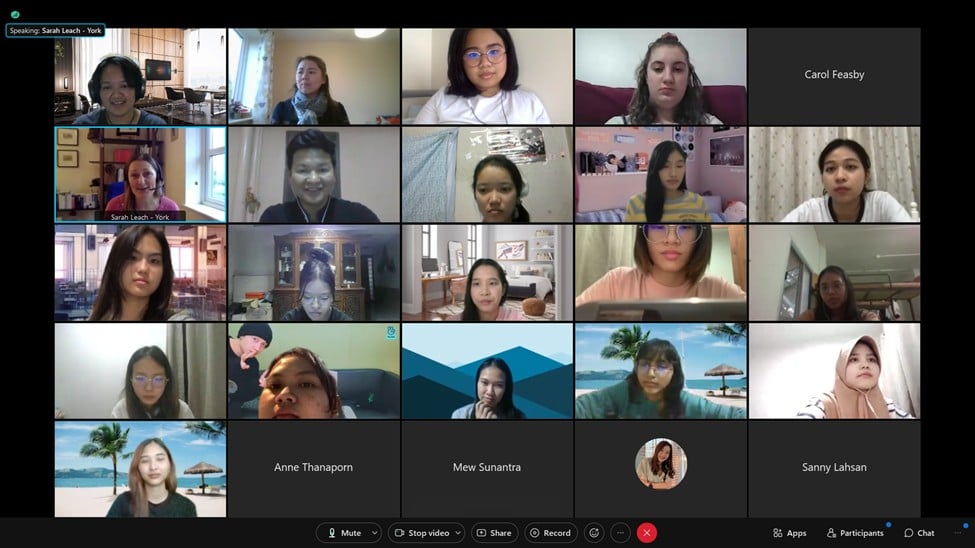 Speaking: Sarah Leach - York
Carol Feasby
Sarah Leach - York
Anne Thanaporn
Mew Sunantra
Sanny Lahsan
Mute
Stop video
Share
Record
Apps
Participants
Chat